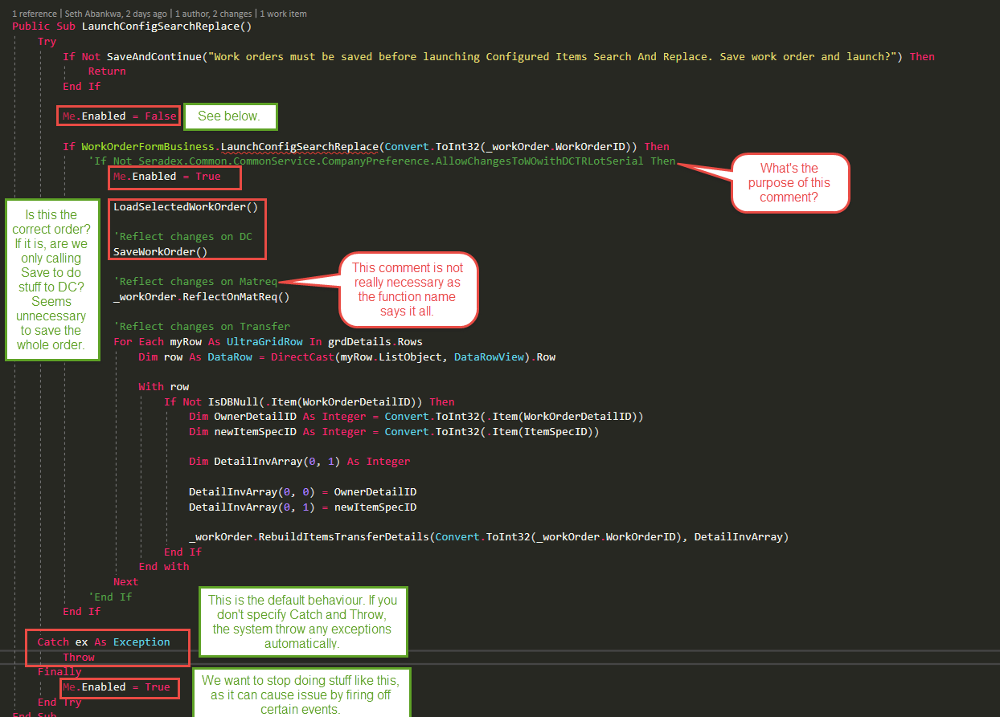 1 reference | Seth Abankwa, 2 days ago | 1 author, 2 changes | 1 work item
Public Sub LaunchConfigSearchReplace()
Try
If Not SaveAndContinue("Work orders must be saved before launching Configured Items Search And Replace. Save work order and launch?") Then
Return
End If
Me.Enabled = False
See below.
If WorkOrderFormBusiness.LaunchConfigSearchReplace(Convert.ToInt32(_workOrder.WorkOrderID)) Then
'If Not Seradex.Common.CommonService.CompanyPreference.AllowChangesToWOwithDCTRLotSerial Then
What's the
purpose of this
comment?
Me.Enabled = True
Is this the
correct order?
If it is, are we
only calling
Save to do
stuff to DC?
Seems
unnecessary
to save the
whole order.
LoadSelectedWorkOrder()
'Reflect changes on DC
SaveWorkOrder()
'Reflect changes on Matreq
This comment is not
really necessary as
the function name
says it all.
_workOrder.ReflectOnMatReq()
'Reflect changes on Transfer
For Each myRow As UltraGridRow In grdDetails.Rows
Dim row As DataRow = DirectCast(myRow.ListObject, DataRowView).Row
With row
If Not IsDBNull(.Item(WorkOrderDetailID)) Then
Dim OwnerDetailID As Integer = Convert.ToInt32(.Item(WorkOrderDetailID))
Dim newItemSpecID As Integer = Convert.ToInt32(.Item(ItemSpecID))
Dim DetailInvArray(0, 1) As Integer
DetailInvArray(0, 0) = OwnerDetailID
DetailInvArray(0, 1) = newItemSpecID
_workOrder.RebuildItemsTransferDetails(Convert.ToInt32(_workOrder.WorkOrderID), DetailInvArray)
End If
End with
Next
'End If
End If
This is the default behaviour. If you
don't specify Catch and Throw,
the system throw any exceptions
automatically.
Catch ex As Exception
Throw
Finally
Me.Enabled = True
We want to stop doing stuff like this,
as it can cause issue by firing off
certain events.
End Try
End Sub